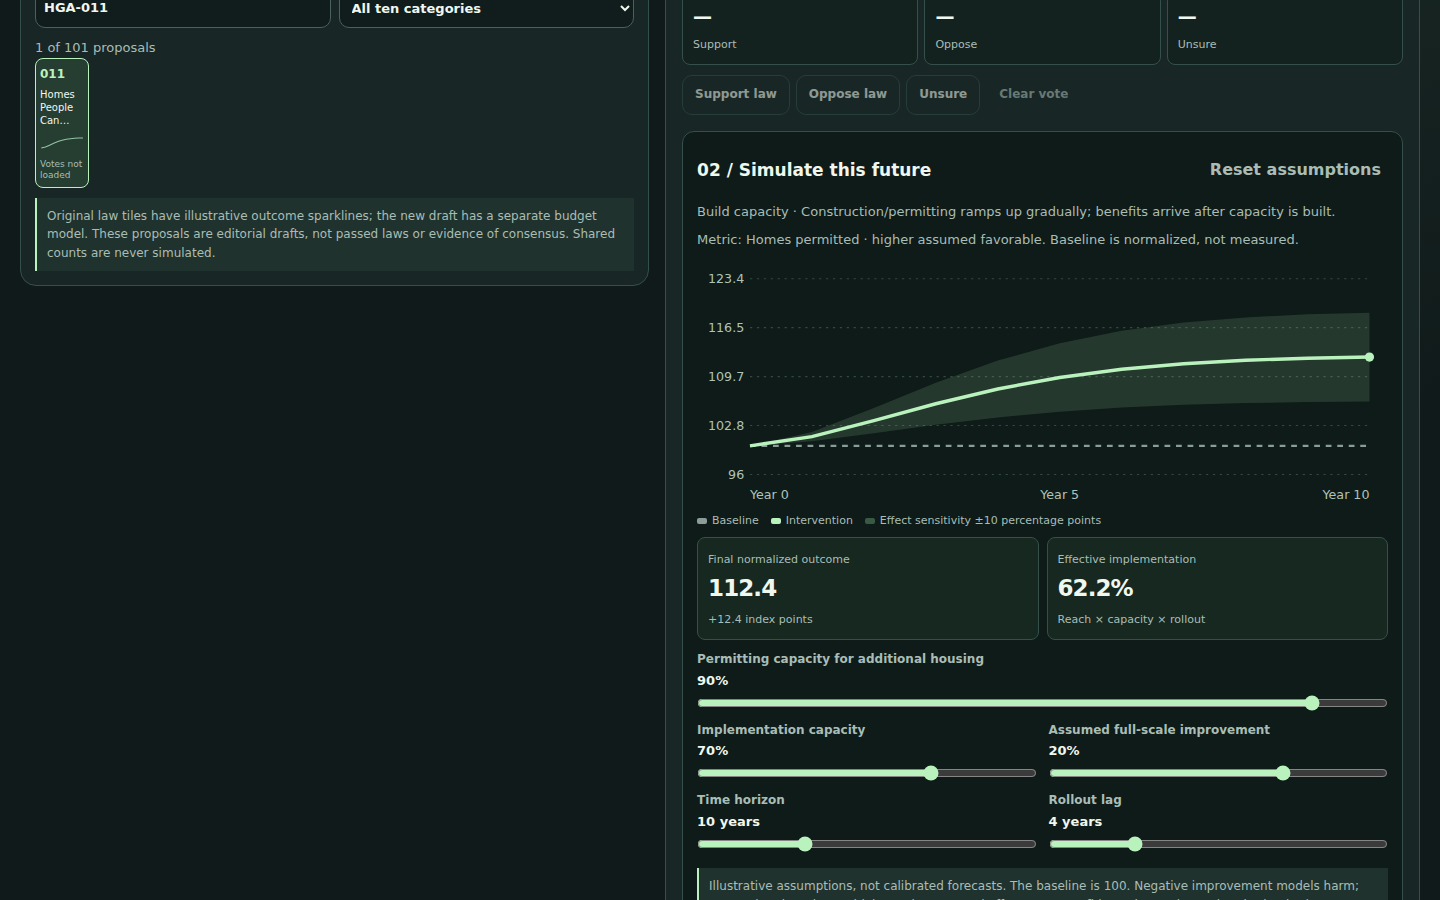 HGA-011
All ten categories
1 of 101 proposals
011
Homes
People
Can...
Votes not
loaded
Original law tiles have illustrative outcome sparklines; the new draft has a separate budget
model. These proposals are editorial drafts, not passed laws or evidence of consensus. Shared
counts are never simulated.
—
—
—
Support
Oppose
Unsure
Support law
Oppose law
Unsure
Clear vote
02 / Simulate this future
Reset assumptions
Build capacity · Construction/permitting ramps up gradually; benefits arrive after capacity is built.
Metric: Homes permitted · higher assumed favorable. Baseline is normalized, not measured.
123.4
116.5
109.7
102.8
96
Year 0
Year 5
Year 10
Baseline
Intervention
Effect sensitivity ±10 percentage points
Final normalized outcome
112.4
+12.4 index points
Effective implementation
62.2%
Reach × capacity × rollout
Permitting capacity for additional housing
90%
Implementation capacity
70%
Assumed full-scale improvement
20%
Time horizon
10 years
Rollout lag
4 years
Illustrative assumptions, not calibrated forecasts. The baseline is 100. Negative improvement models harm;